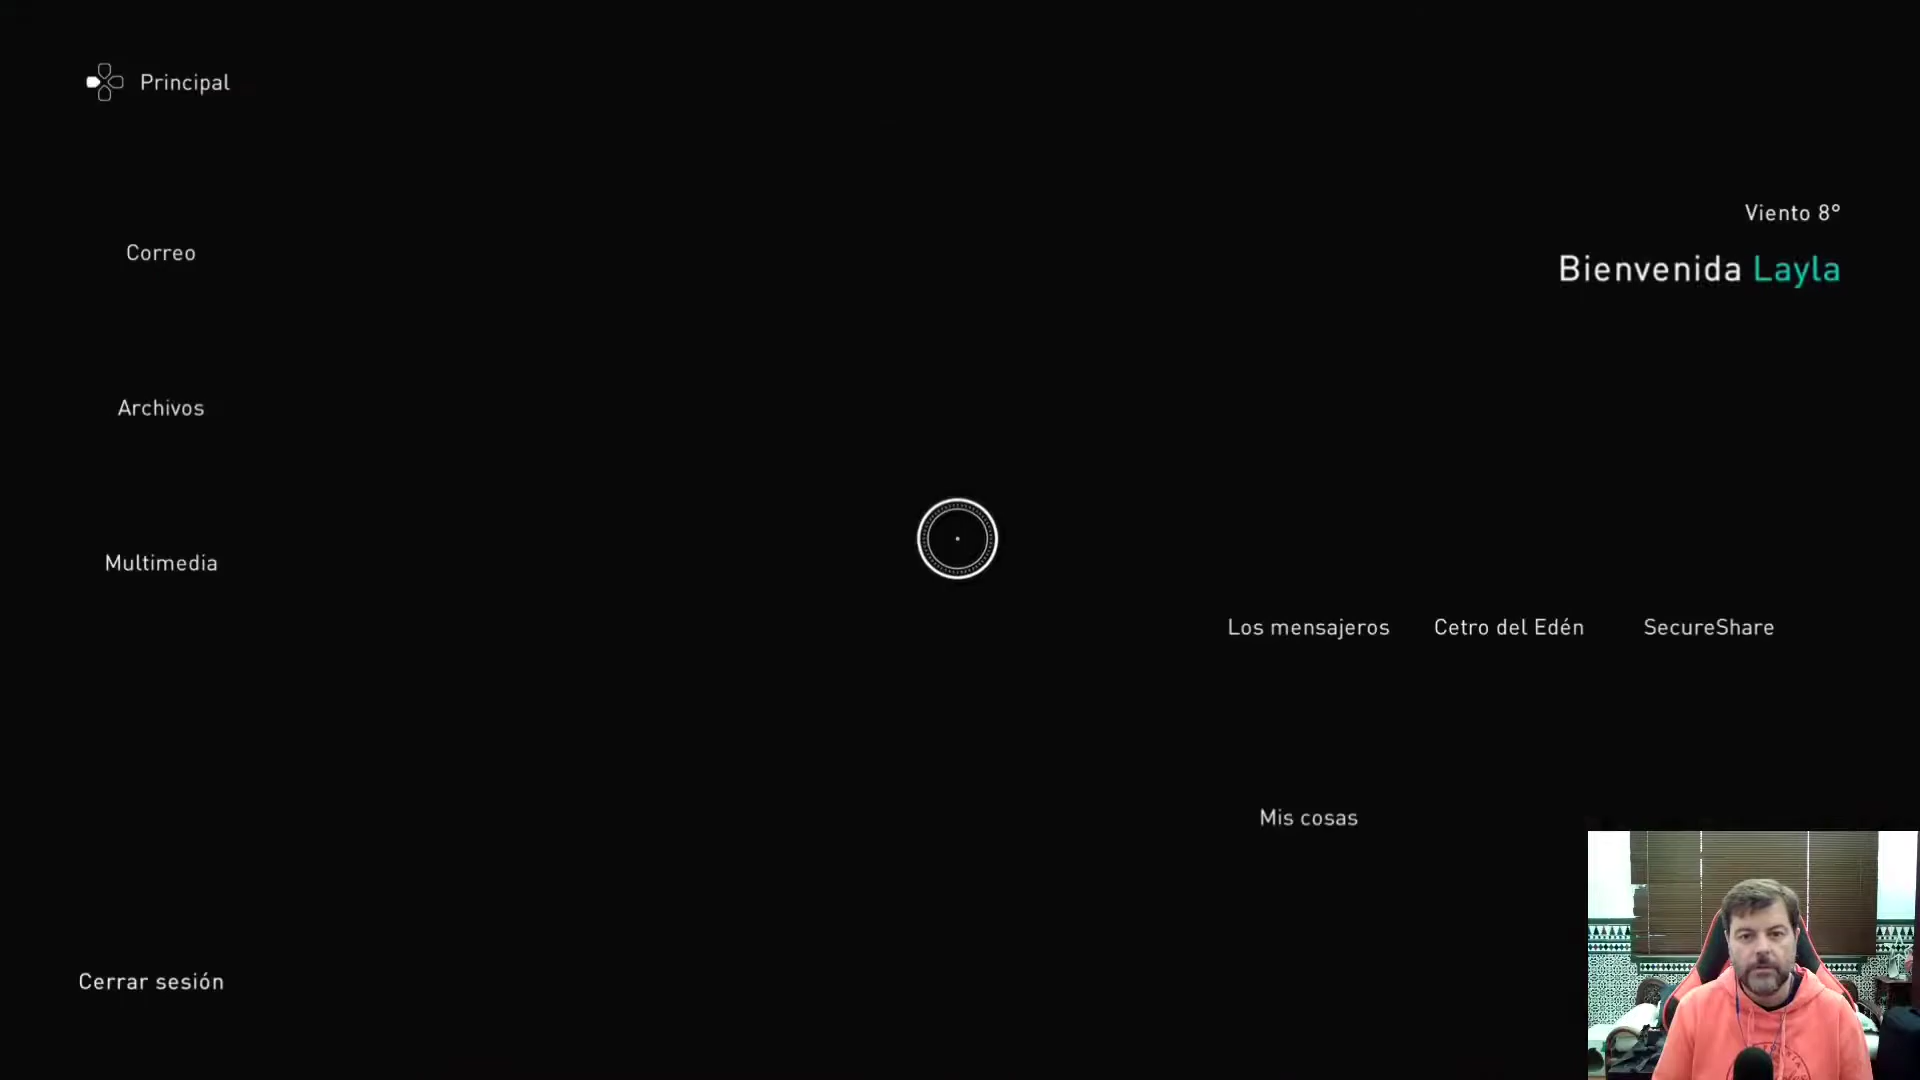 Principal
Viento 8°
Correo
Bienvenida Layla
Archivos
Multimedia
Los mensajeros
Cetro del Edén
SecureShare
Mis cosas
Cerrar sesión